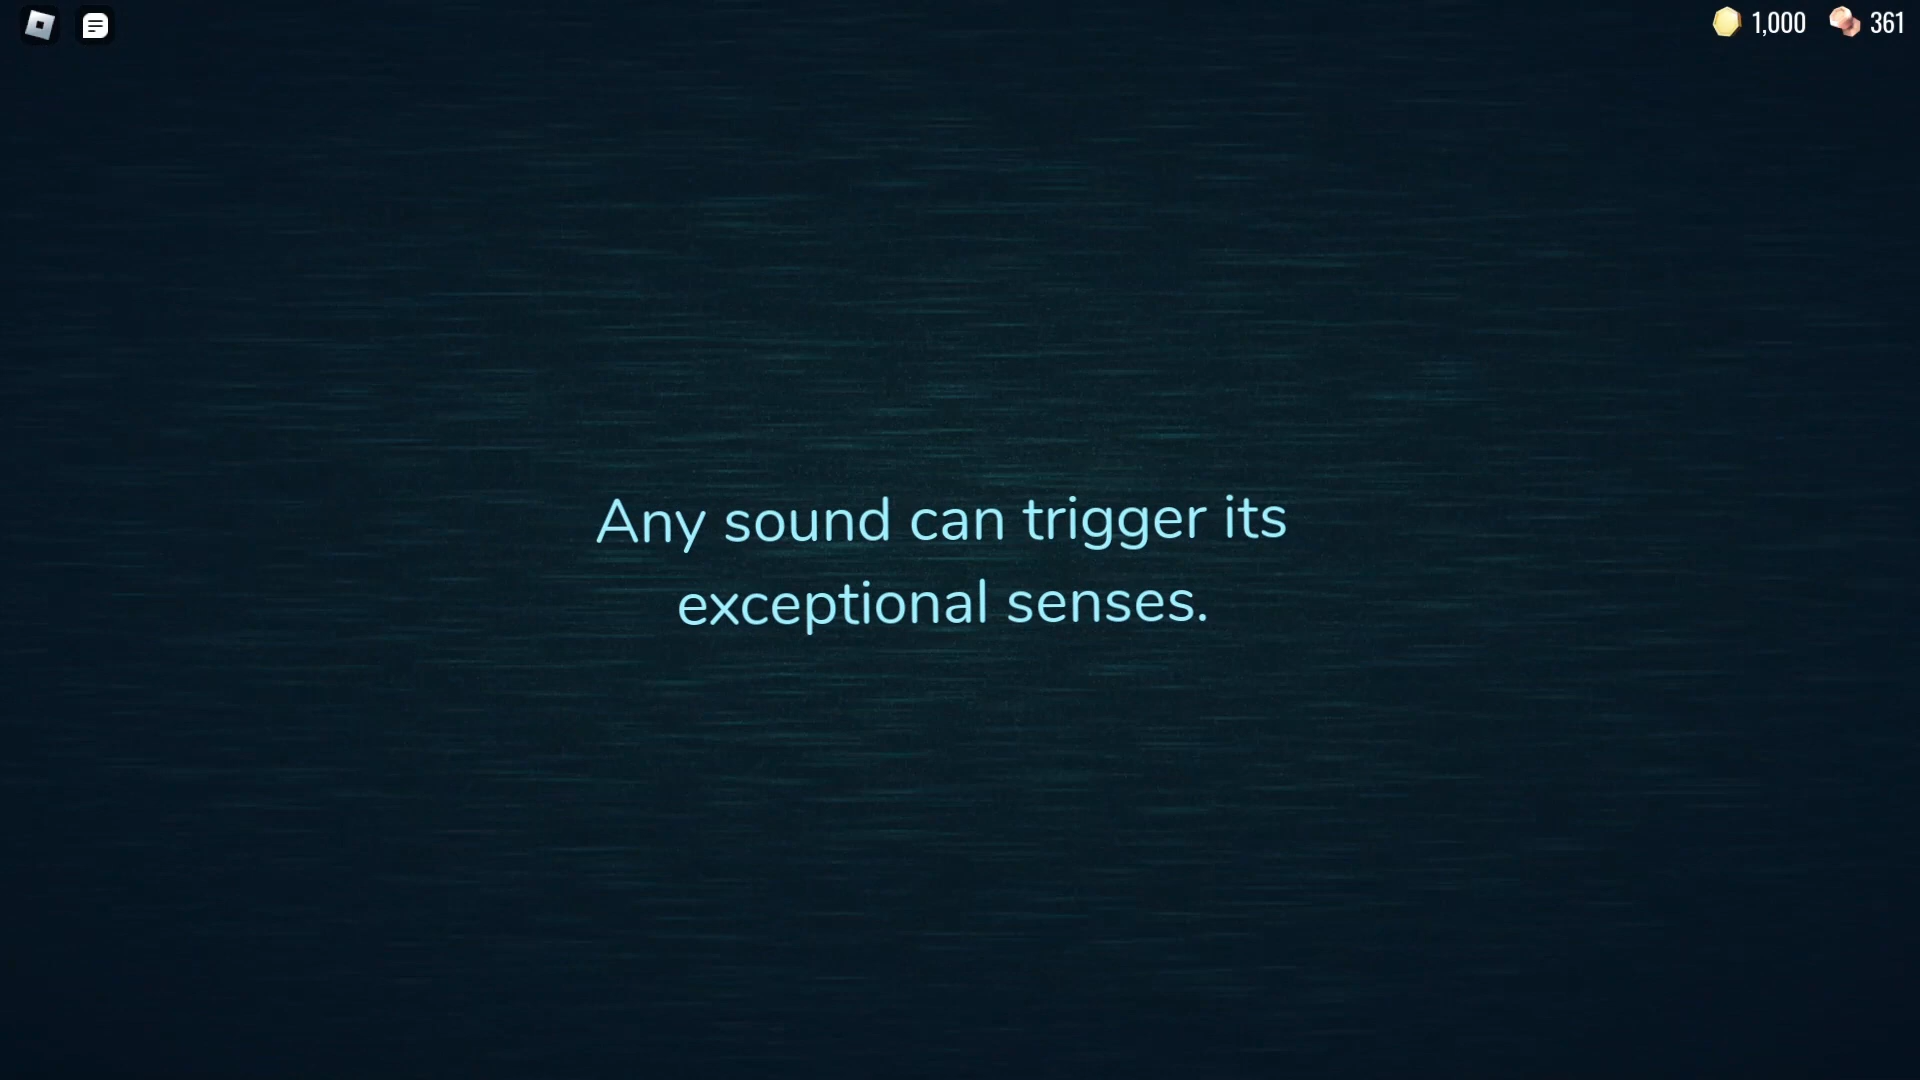 1,000 361
Any sound can trigger its
exceptional senses.